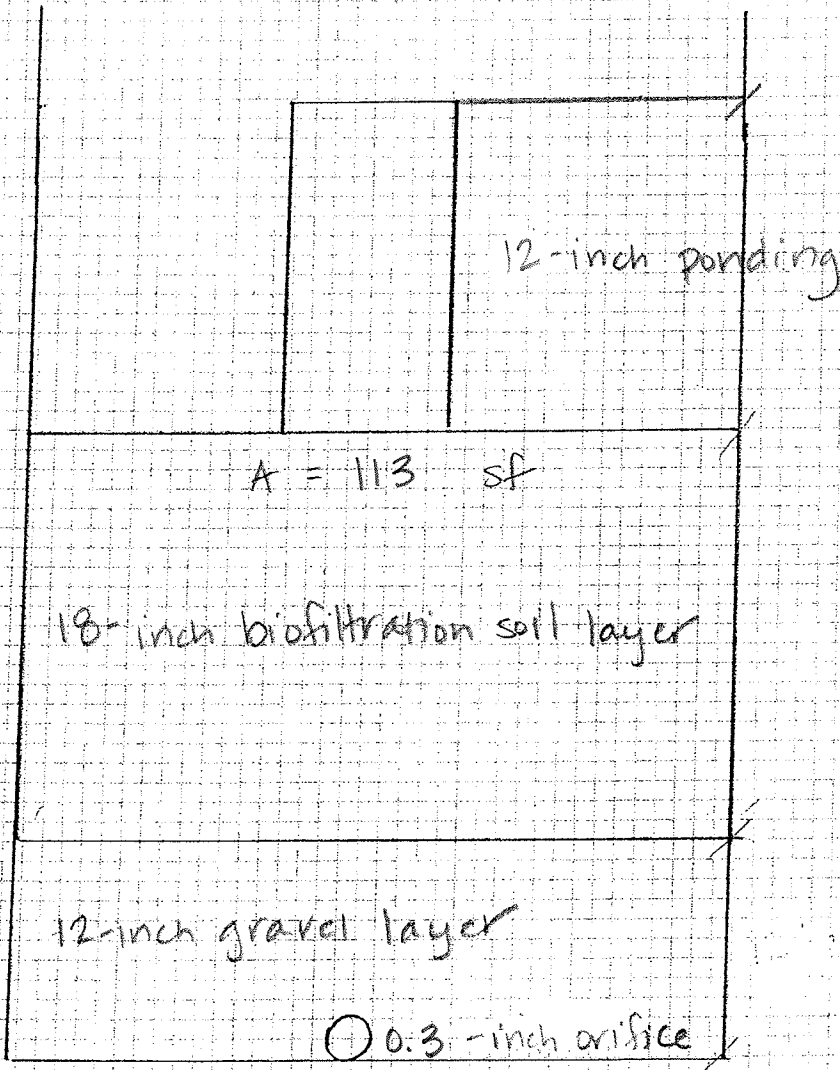 12-inch ponding
A = 113 sf
18-inch biofiltration soil layer
12-inch gravel layer
0.3-inch orifice